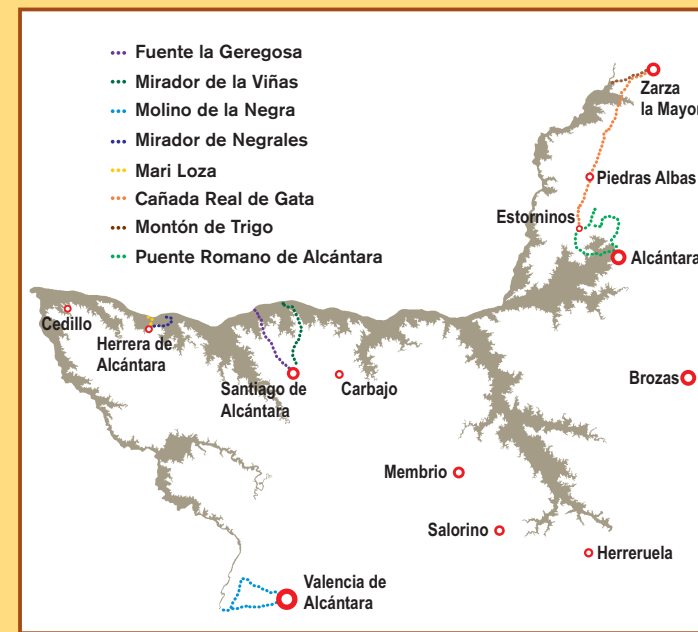 Fuente la Geregosa
Mirador de la Viñas
Molino de la Negra
Mirador de Negrales
Mari Loza
Cañada Real de Gata
Montón de Trigo
Puente Romano de Alcántara
Zarza
la Mayor
Piedras Albas
Estorninos
Alcántara
Cedillo
Herrera de
Alcántara
Santiago de
Alcántara
Carbajo
Brozas
Membrio
Salorino
Herreruela
Valencia de
Alcántara